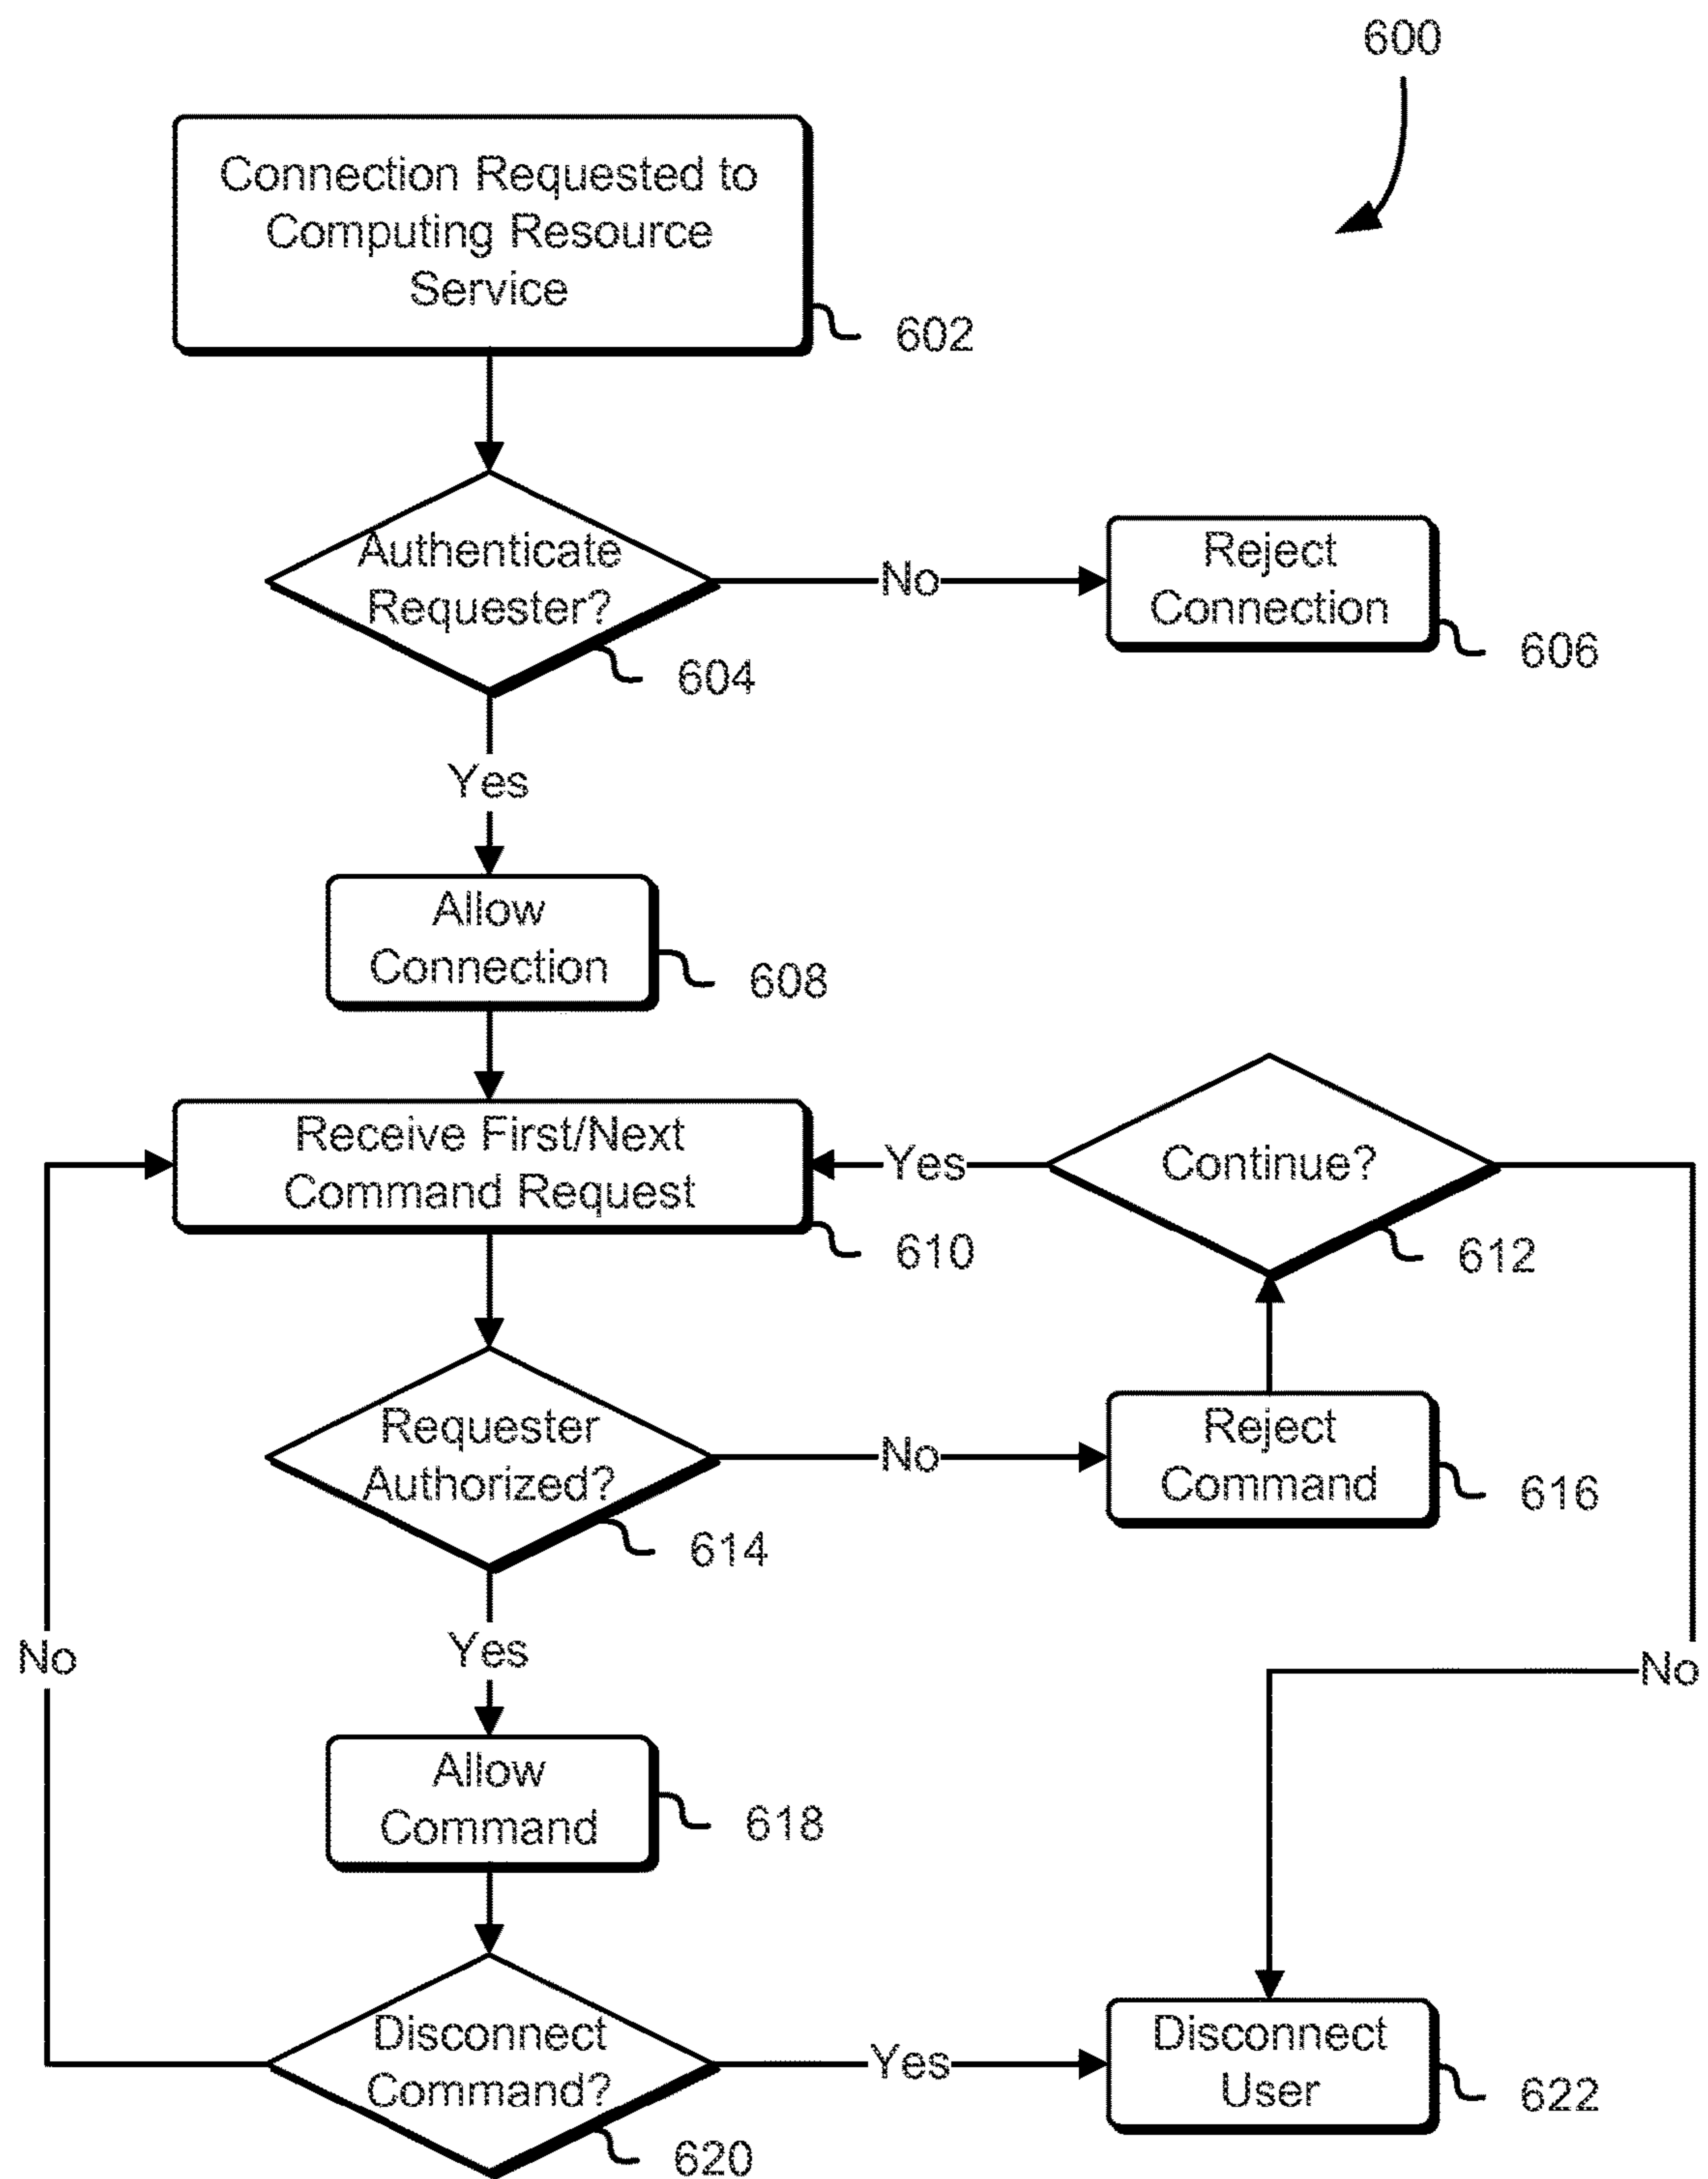 600
Connection Requested to
Computing Resource
Service
602
Authenticate
Requester?
604
No
Reject
Connection
606
Yes
Allow
Connection
608
Receive First/Next
Command Request
610
Yes
Continue?
612
Requester
Authorized?
614
No
Reject
Command
616
No
Yes
No
Allow
Command
618
Disconnect
Command?
620
Yes
Disconnect
User
622